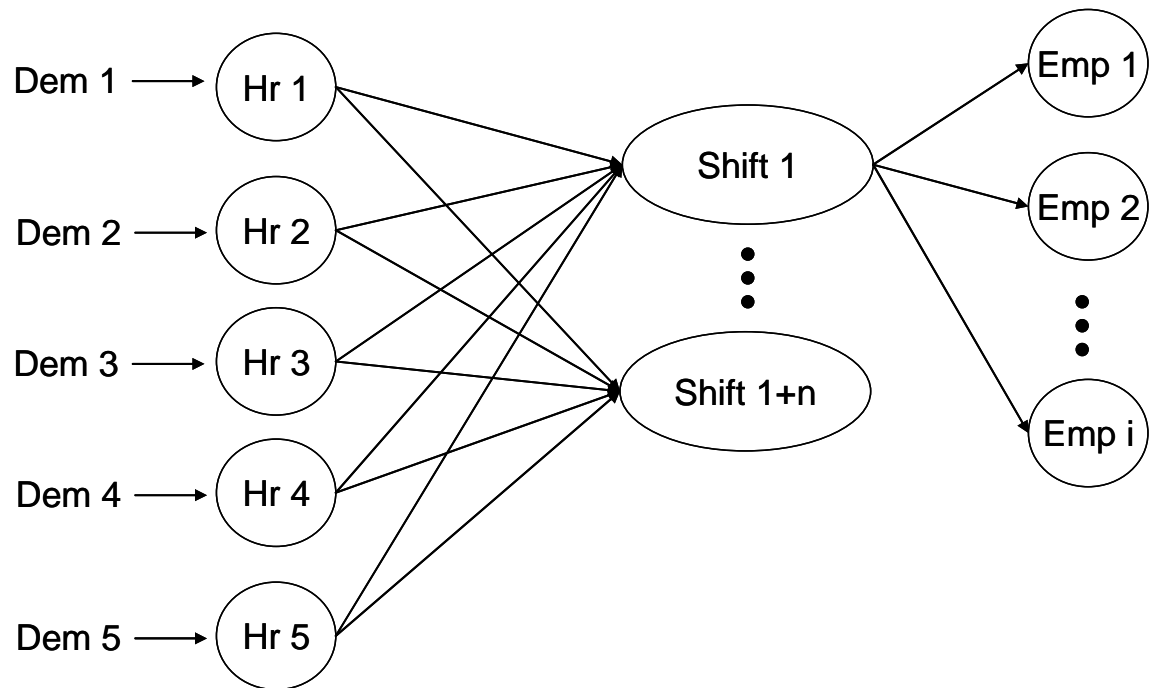 Dem 1
Hr 1
Dem 2
Hr 2
Dem 3
Hr 3
Dem 4
Hr 4
Dem 5
Hr 5
Shift 1
Shift 1+n
Emp 1
Emp 2
Emp i